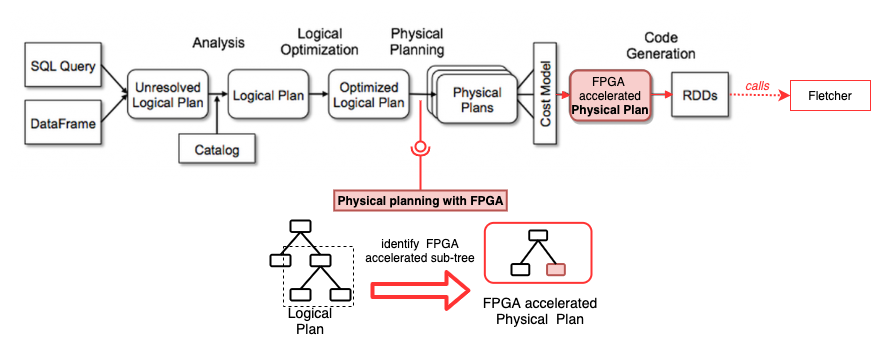 Analysis
Logical
Optimization
Physical
Planning
Code
Generation
SQL Query
DataFrame
Unresolved
Logical Plan
Catalog
Logical Plan
Optimized
Logical Plan
Physical
Plans
Cost Model
FPGA
accelerated
Physical Plan
RDDs
calls
Fletcher
Physical planning with FPGA
identify FPGA
accelerated sub-tree
Logical
Plan
FPGA accelerated
Physical Plan